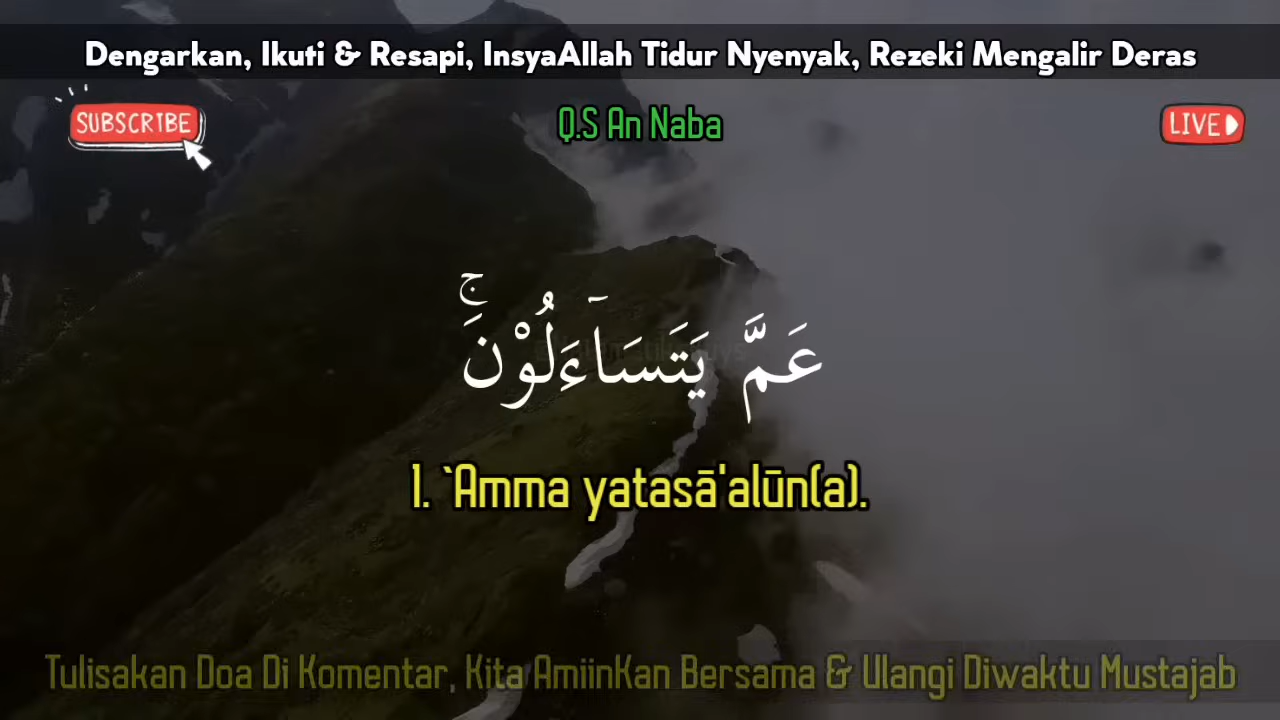 Dengarkan, Ikuti & Resapi, InsyaAllah Tidur Nyenyak, Rezeki Mengalir Deras
SUBSCRIBE
Q.S An Naba
LIVE
عَمَّ يَتَسَاۤءَلُوْنَۚ
1. `Amma yatasā'alūn(a).
Tulisakan Doa Di Komentar, Kita AmiinKan Bersama & Ulangi Diwaktu Mustajab